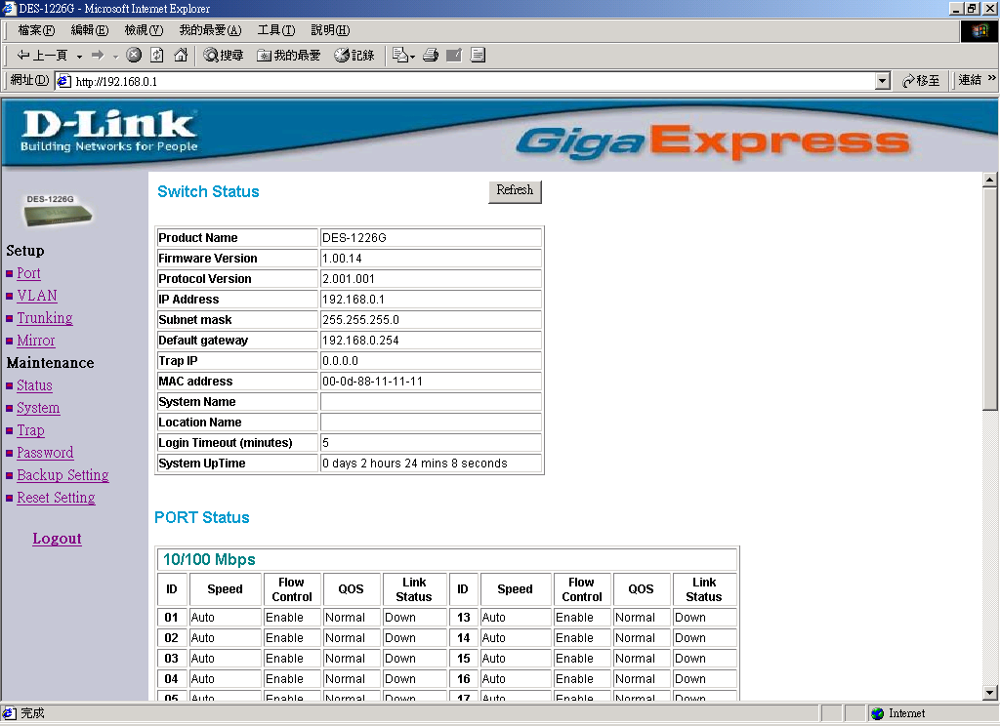 DES-1226G - Microsoft Internet Explorer
檔案(F) 編輯(E) 檢視(V) 我的最愛(A) 工具(T) 說明(H)
上一頁 搜尋 我的最愛 記錄
網址(D) http://192.168.0.1 移至 連結 »
D-Link
Building Networks for People
GigaExpress
DES-1226G
Setup
Port
VLAN
Trunking
Mirror
Maintenance
Status
System
Trap
Password
Backup Setting
Reset Setting
Logout
Switch Status Refresh
Product Name DES-1226G
Firmware Version 1.00.14
Protocol Version 2.001.001
IP Address 192.168.0.1
Subnet mask 255.255.255.0
Default gateway 192.168.0.254
Trap IP 0.0.0.0
MAC address 00-0d-88-11-11-11
System Name
Location Name
Login Timeout (minutes) 5
System UpTime 0 days 2 hours 24 mins 8 seconds
PORT Status
10/100 Mbps
ID Speed Flow Control QOS Link Status ID Speed Flow Control QOS Link Status
01 Auto Enable Normal Down 13 Auto Enable Normal Down
02 Auto Enable Normal Down 14 Auto Enable Normal Down
03 Auto Enable Normal Down 15 Auto Enable Normal Down
04 Auto Enable Normal Down 16 Auto Enable Normal Down
05 Auto Enable Normal Down 17 Auto Enable Normal Down
完成 Internet